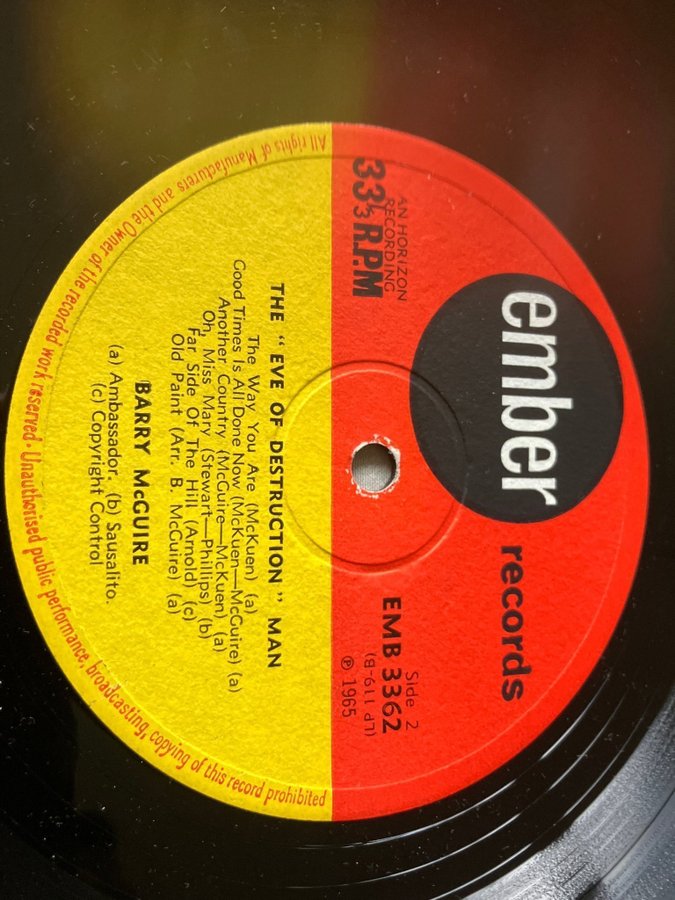 ember
records
AN HORIZON
RECORDING
33⅓ R.P.M
Side 2
EMB 3362
(LP 119-B)
℗ 1965
THE "EVE OF DESTRUCTION" MAN
The Way You Are (McKuen) (a)
Good Times Is All Done Now (McKuen—McGuire) (a)
Another Country (McGuire—McKuen) (a)
Oh, Miss Mary (Stewart—Phillips) (b)
Far Side Of The Hill (Arnold) (c)
Old Paint (Arr. B. McGuire) (a)
BARRY McGUIRE
(a) Ambassador. (b) Sausalito.
(c) Copyright Control
All rights of Manufacturers and the Owner of the recorded work reserved · Unauthorised public performance, broadcasting, copying of this record prohibited